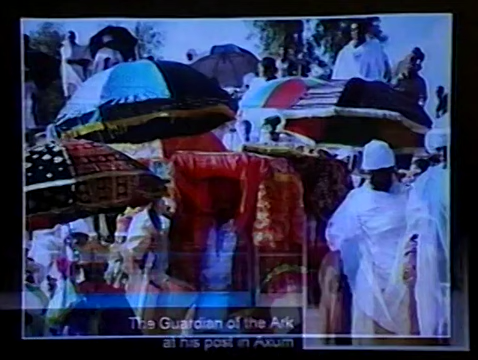 The Guardian of the Ark
at his post in Axum